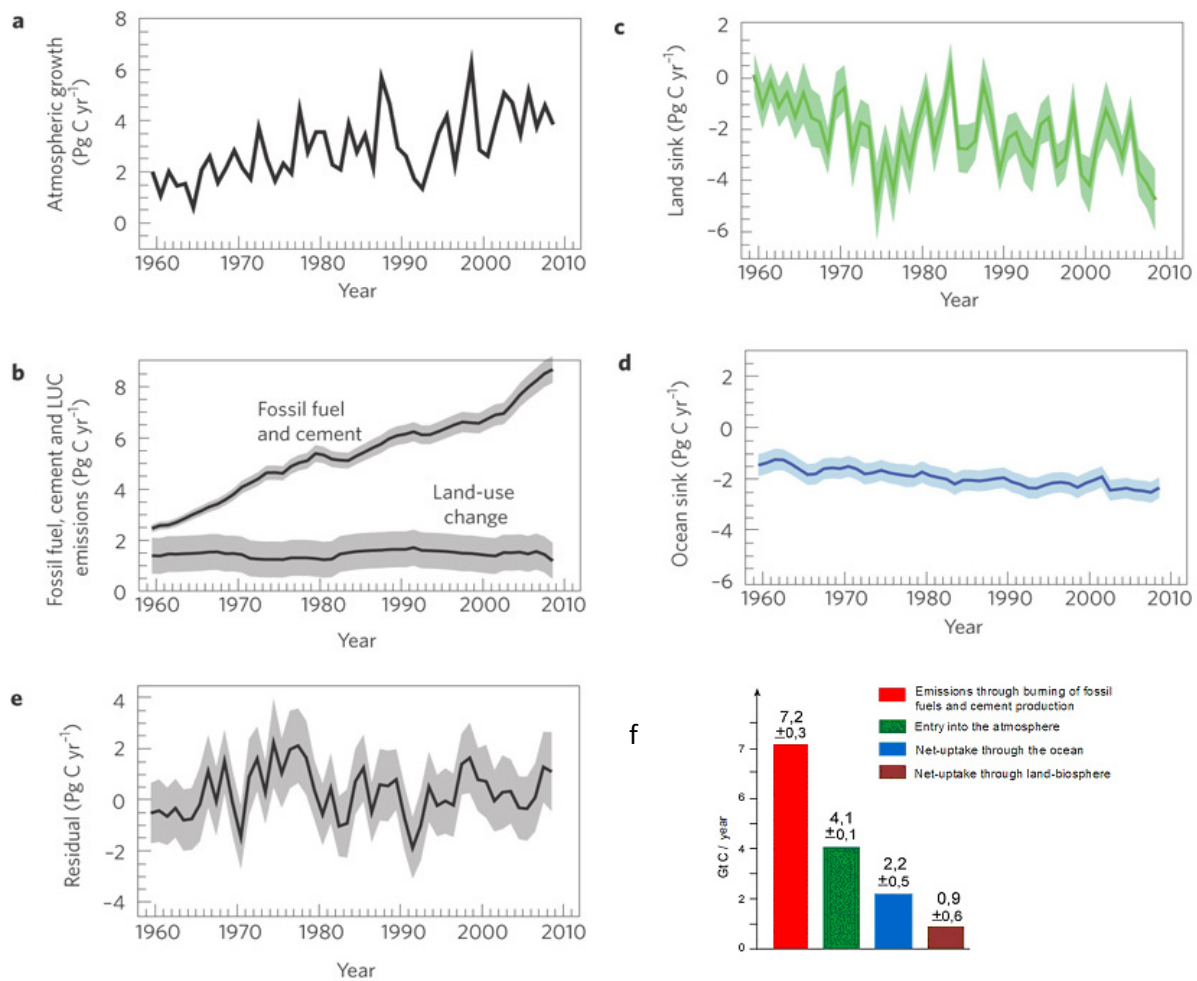 a
Atmospheric growth
(Pg C yr⁻¹)
8
6
4
2
0
1960 1970 1980 1990 2000 2010
Year
c
Land sink (Pg C yr⁻¹)
2
0
−2
−4
−6
1960 1970 1980 1990 2000 2010
Year
b
Fossil fuel, cement and LUC
emissions (Pg C yr⁻¹)
8
6
4
2
0
Fossil fuel
and cement
Land-use
change
1960 1970 1980 1990 2000 2010
Year
d
Ocean sink (Pg C yr⁻¹)
2
0
−2
−4
−6
1960 1970 1980 1990 2000 2010
Year
e
Residual (Pg C yr⁻¹)
4
2
0
−2
−4
1960 1970 1980 1990 2000 2010
Year
f
Gt C / year
7
6
4
2
0
7,2
±0,3
4,1
±0,1
2,2
±0,5
0,9
±0,6
Emissions through burning of fossil
fuels and cement production
Entry into the atmosphere
Net-uptake through the ocean
Net-uptake through land-biosphere